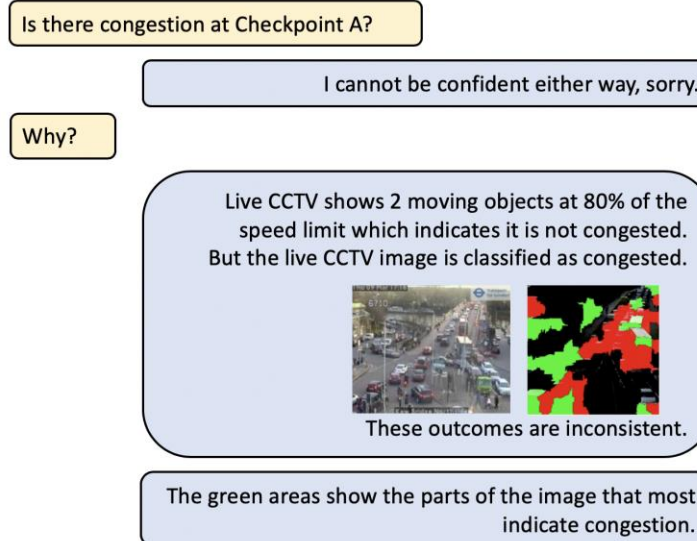 Is there congestion at Checkpoint A?
I cannot be confident either way, sorry.
Why?
Live CCTV shows 2 moving objects at 80% of the
speed limit which indicates it is not congested.
But the live CCTV image is classified as congested.
These outcomes are inconsistent.
The green areas show the parts of the image that most
indicate congestion.